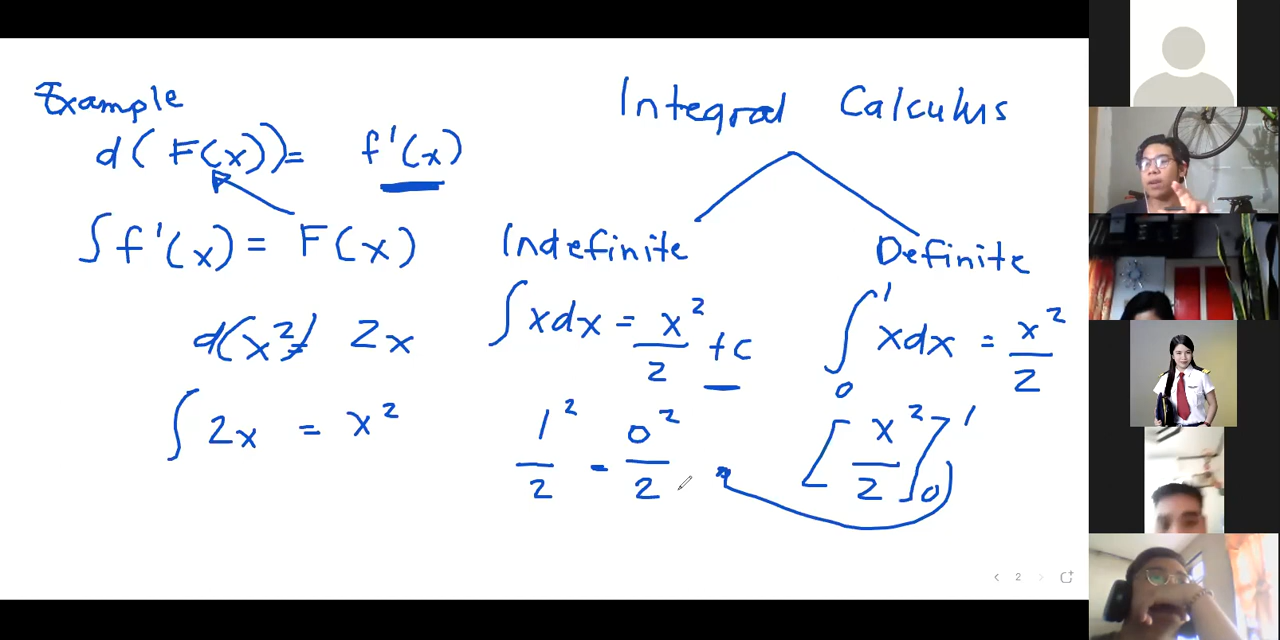 Example
d(F(x))= f'(x)
∫f'(x) = F(x)
d(x²)= 2x
∫2x = x²
Integral Calculus
Indefinite
∫xdx = x²/2 +c
1²/2 - 0²/2
Definite
∫₀¹ xdx = x²/2
[x²/2]₀¹
2